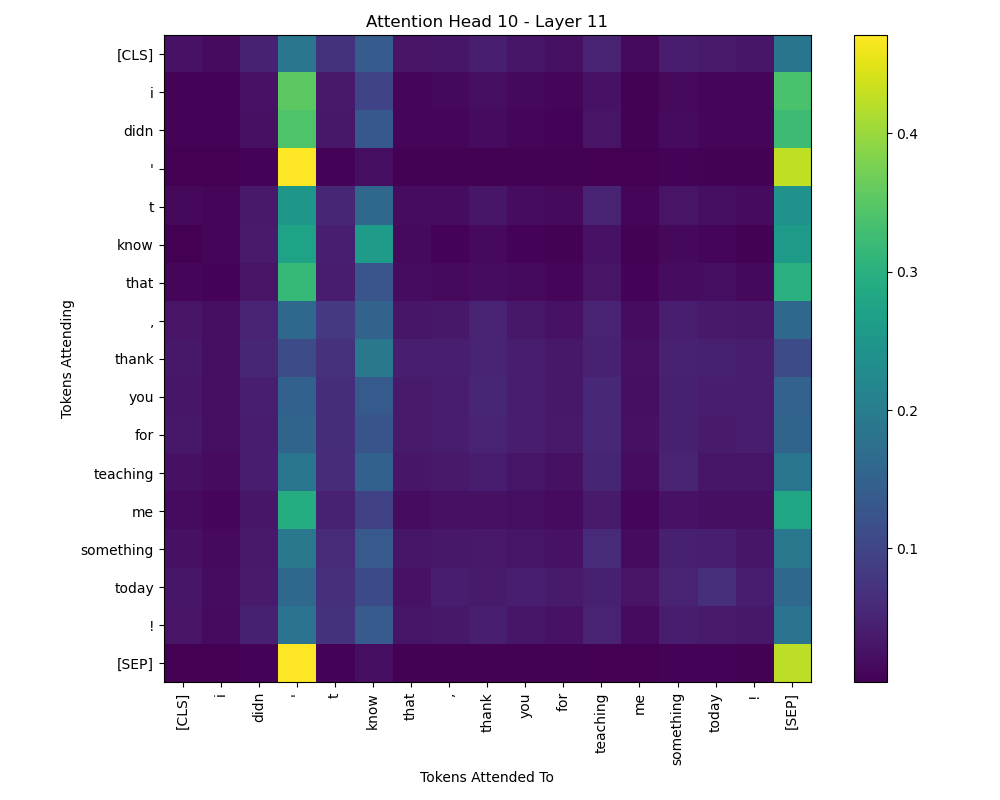 Attention Head 10 - Layer 11
[CLS]
i
didn
'
t
know
that
,
thank
you
for
teaching
me
something
today
!
[SEP]
Tokens Attending
[CLS]
i
didn
'
t
know
that
,
thank
you
for
teaching
me
something
today
!
[SEP]
Tokens Attended To
0.4
0.3
0.2
0.1